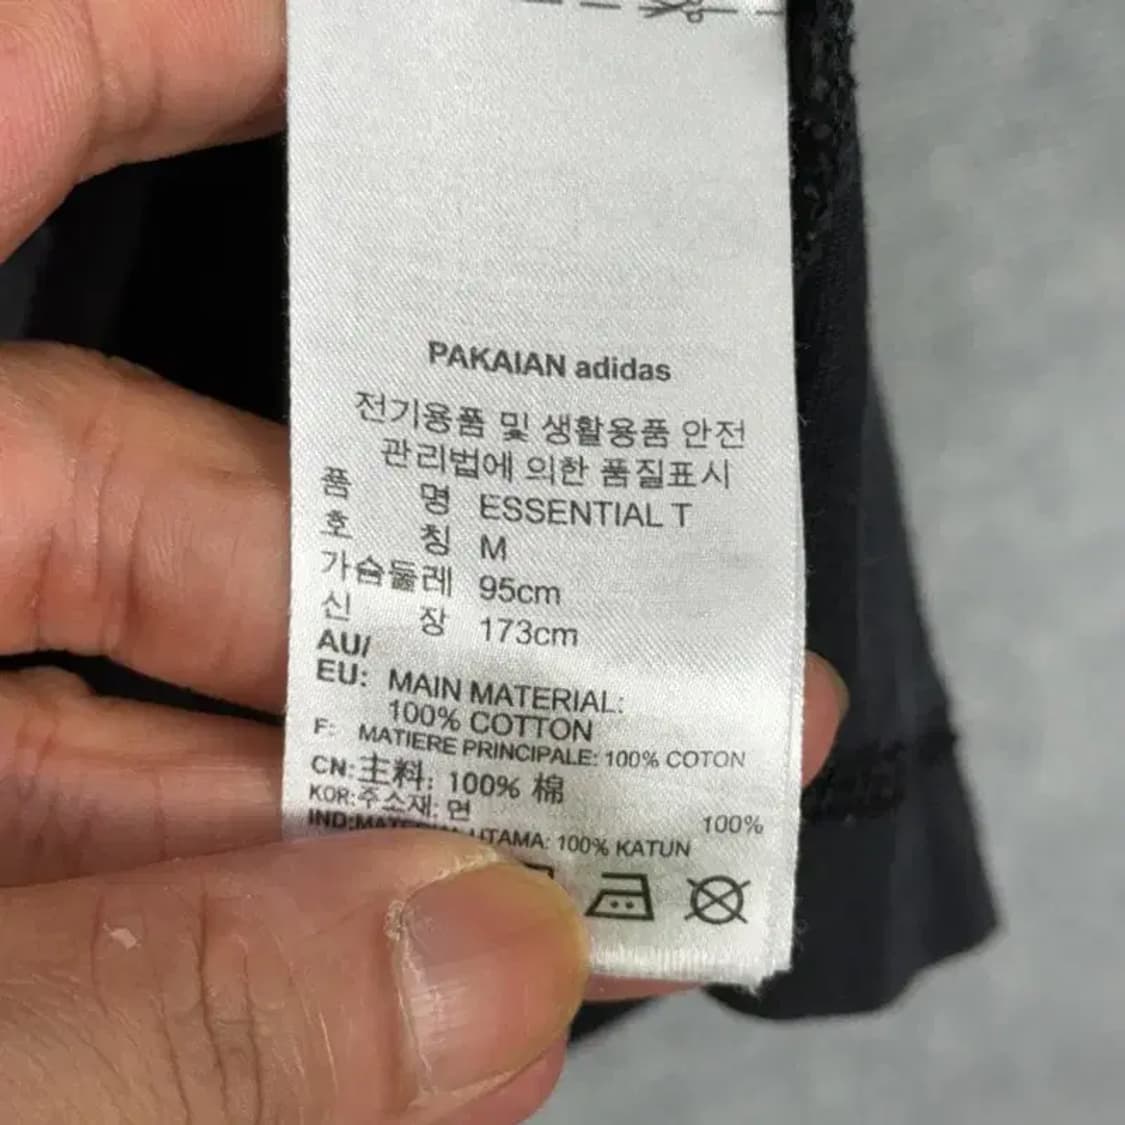 PAKAIAN adidas
전기용품 및 생활용품 안전
관리법에 의한 품질표시
품 명 ESSENTIAL T
호 칭 M
가슴둘레 95cm
신 장 173cm
AU/
EU: MAIN MATERIAL:
100% COTTON
F: MATIERE PRINCIPALE: 100% COTON
CN:主料: 100% 棉
KOR:주소재: 면 100%
IND: UTAMA: 100% KATUN